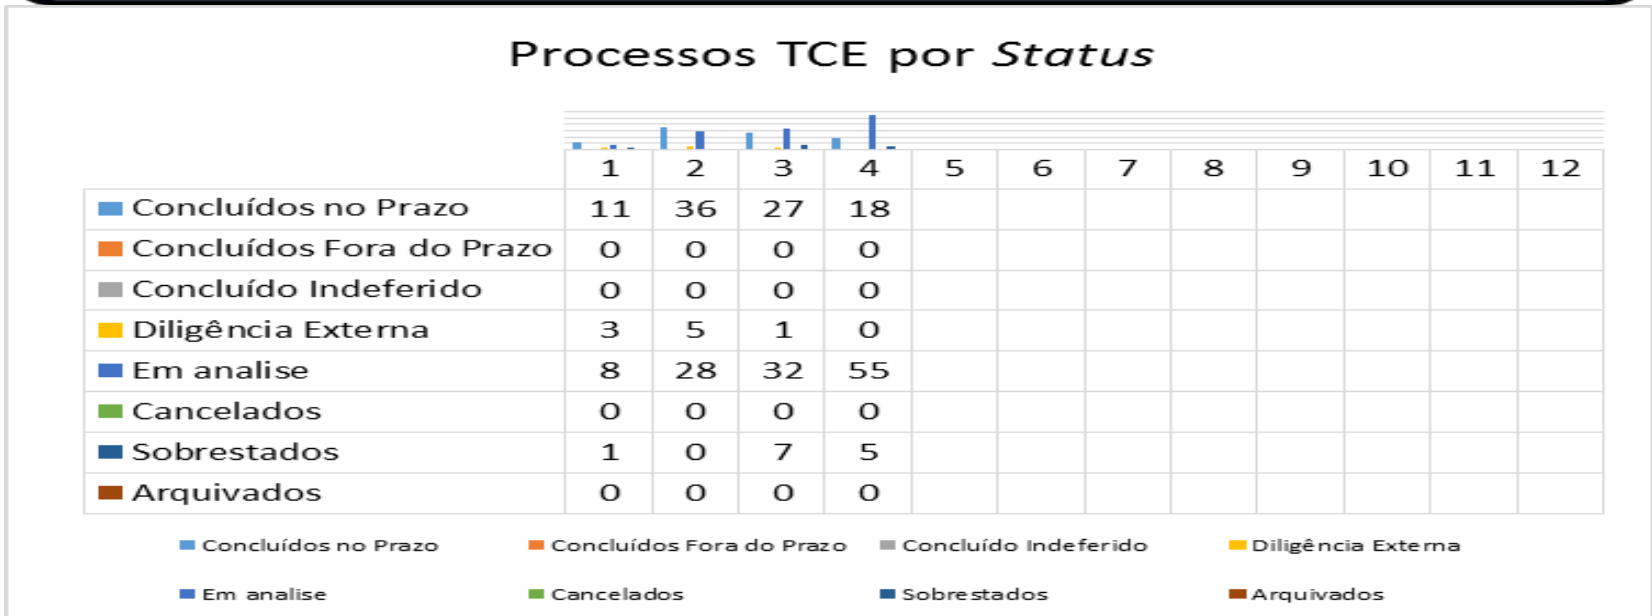 Processos TCE por Status
1 2 3 4 5 6 7 8 9 10 11 12
Concluídos no Prazo 11 36 27 18
Concluídos Fora do Prazo 0 0 0 0
Concluído Indeferido 0 0 0 0
Diligência Externa 3 5 1 0
Em analise 8 28 32 55
Cancelados 0 0 0 0
Sobrestados 1 0 7 5
Arquivados 0 0 0 0
Concluídos no Prazo Concluídos Fora do Prazo Concluído Indeferido Diligência Externa
Em analise Cancelados Sobrestados Arquivados